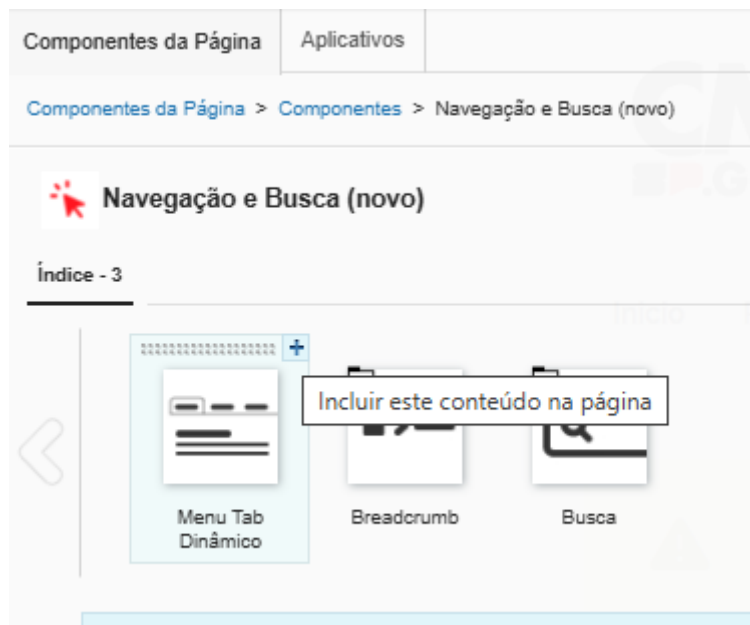 Componentes da Página
Aplicativos
Componentes da Página > Componentes > Navegação e Busca (novo)
Navegação e Busca (novo)
Índice - 3
Início
Incluir este conteúdo na página
Menu Tab
Dinâmico
Breadcrumb
Busca